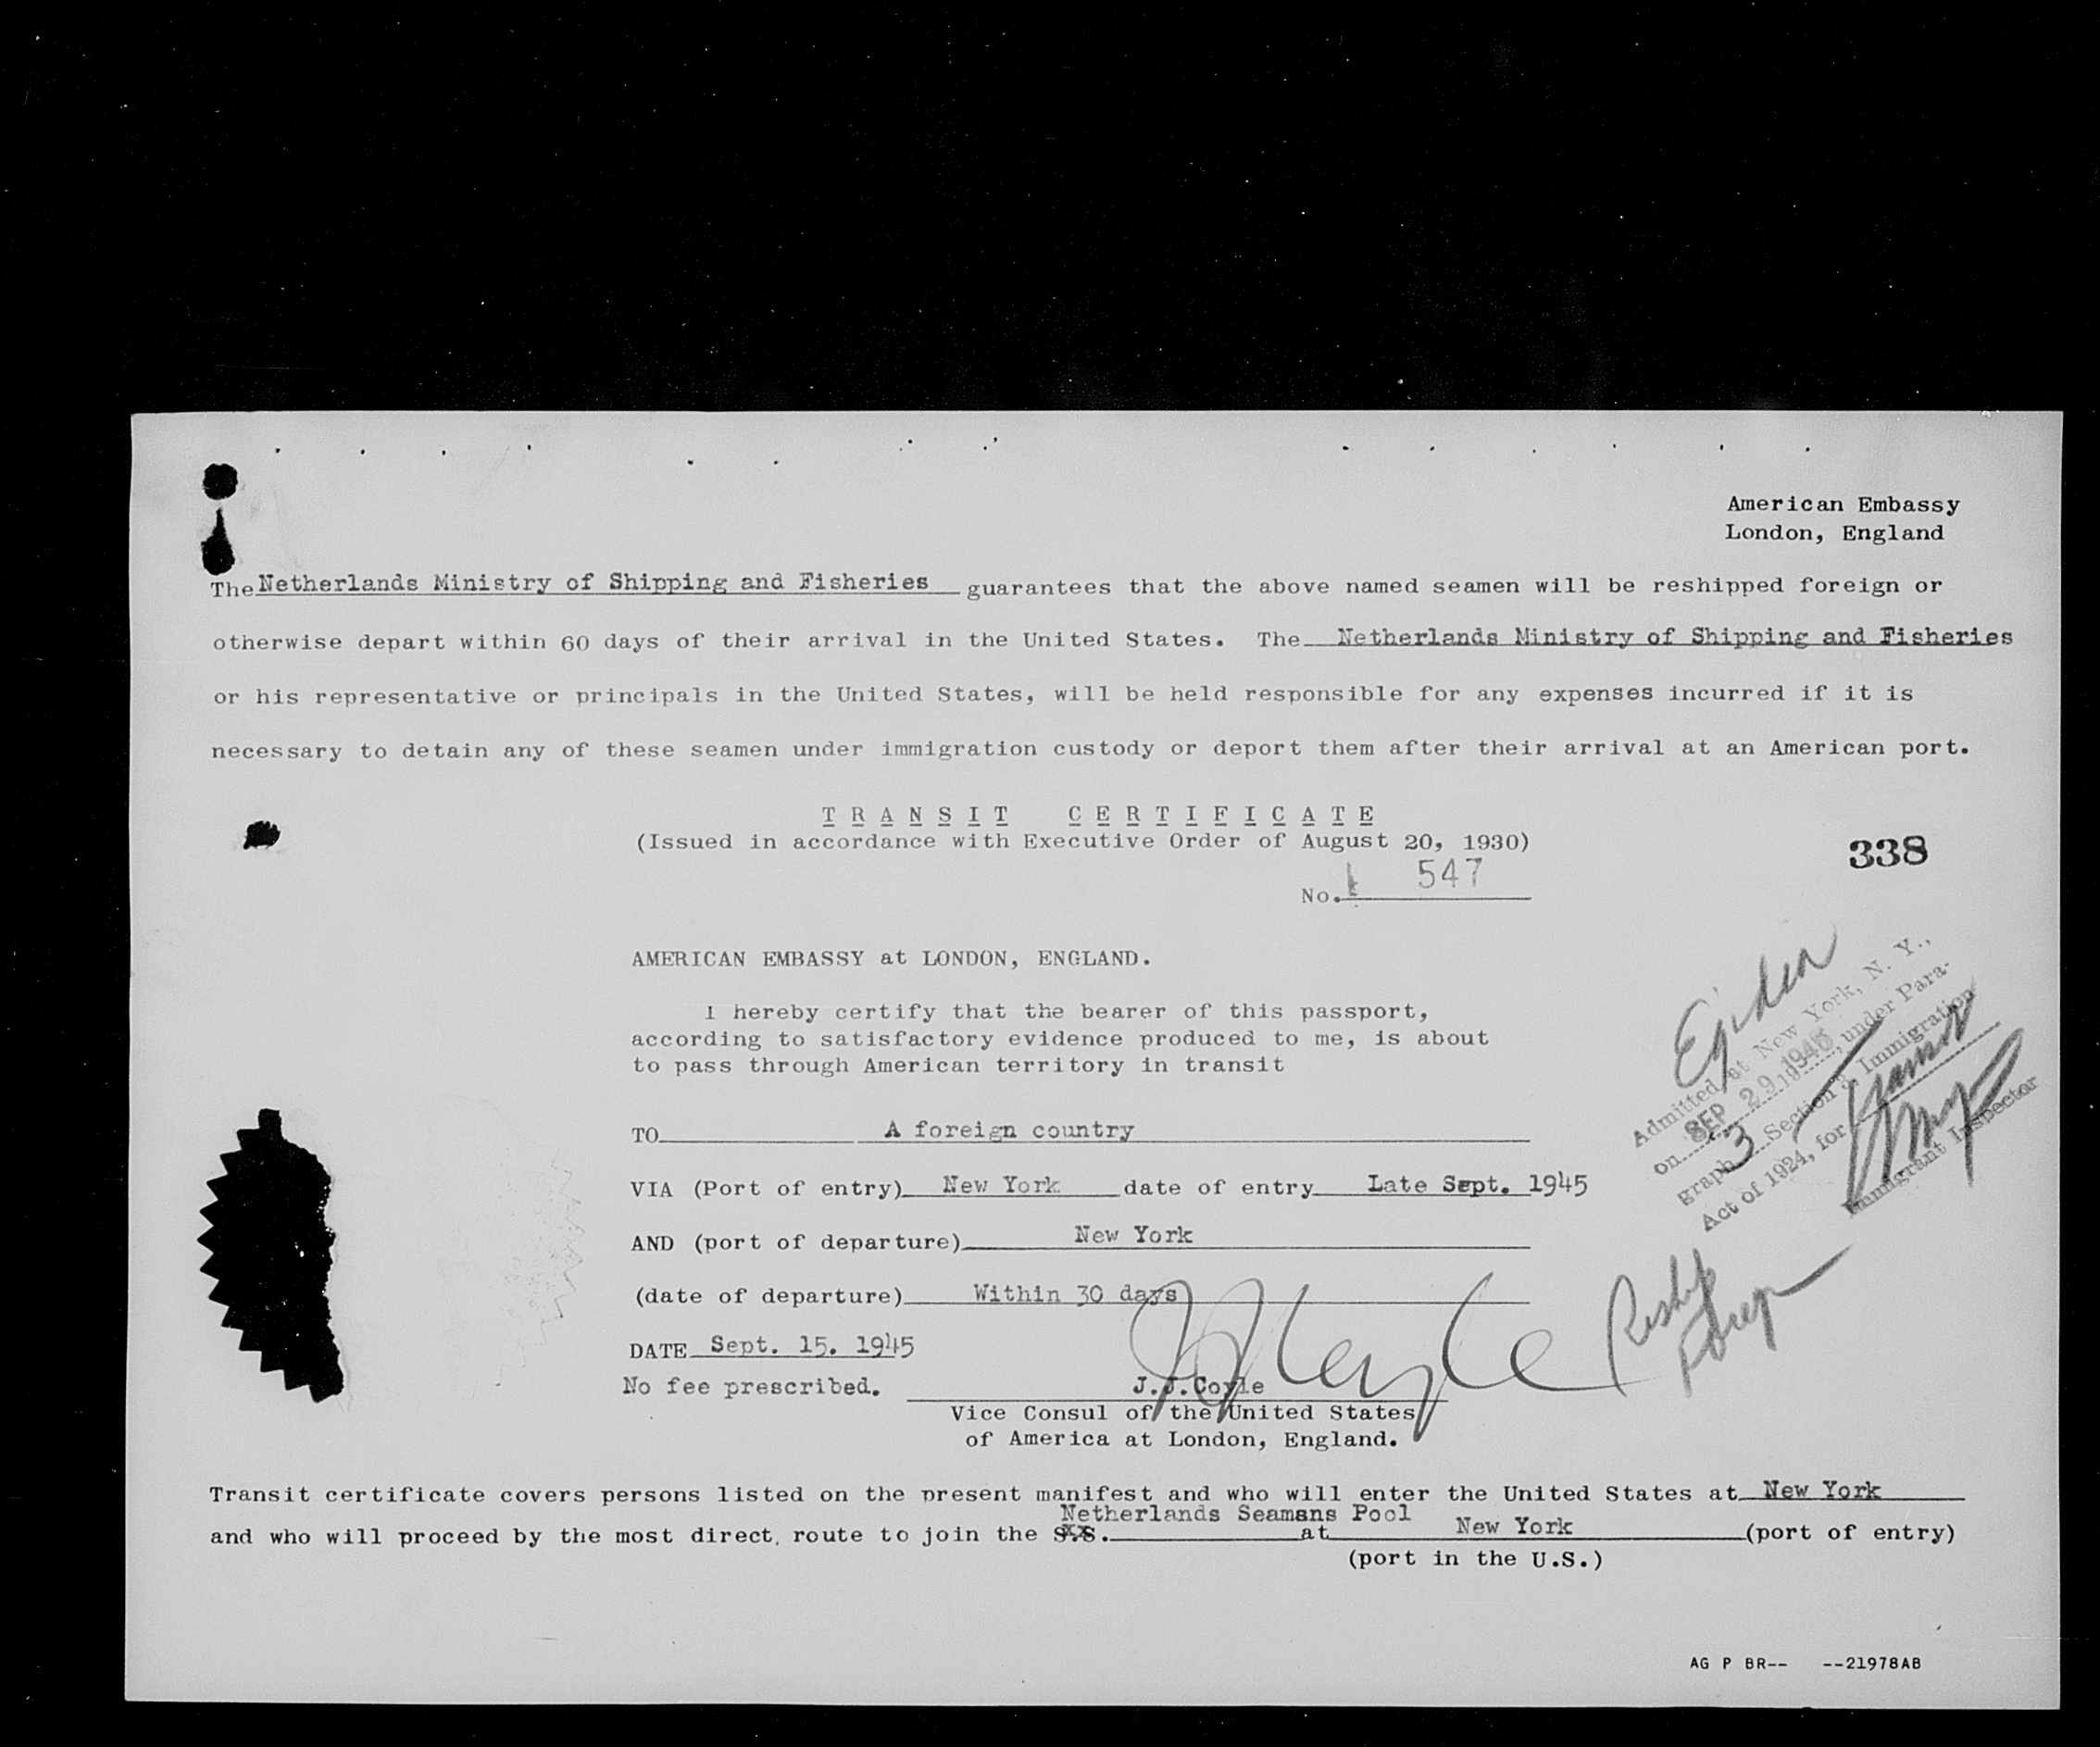 American Embassy
London, England
The Netherlands Ministry of Shipping and Fisheries guarantees that the above named seamen will be reshipped foreign or
otherwise depart within 60 days of their arrival in the United States. The Netherlands Ministry of Shipping and Fisheries
or his representative or principals in the United States, will be held responsible for any expenses incurred if it is
necessary to detain any of these seamen under immigration custody or deport them after their arrival at an American port.
TRANSIT CERTIFICATE
(Issued in accordance with Executive Order of August 20, 1930)
338
No. 547
AMERICAN EMBASSY at LONDON, ENGLAND.
I hereby certify that the bearer of this passport,
according to satisfactory evidence produced to me, is about
to pass through American territory in transit
TO A foreign country
VIA (Port of entry) New York date of entry Late Sept. 1945
AND (port of departure) New York
(date of departure) Within 30 days
DATE Sept. 15. 1945
No fee prescribed.
J.J.Coyle
Vice Consul of the United States
of America at London, England.
Admitted at New York, N. Y.,
on SEP 29 1945, under Para-
graph 3 Section 3 Immigration
Act of 1924, for
Immigrant Inspector
Reship
Foreign
Transit certificate covers persons listed on the present manifest and who will enter the United States at New York
Netherlands Seamans Pool
and who will proceed by the most direct route to join the S.S. at New York (port of entry)
(port in the U.S.)
AG P BR-- --21978AB